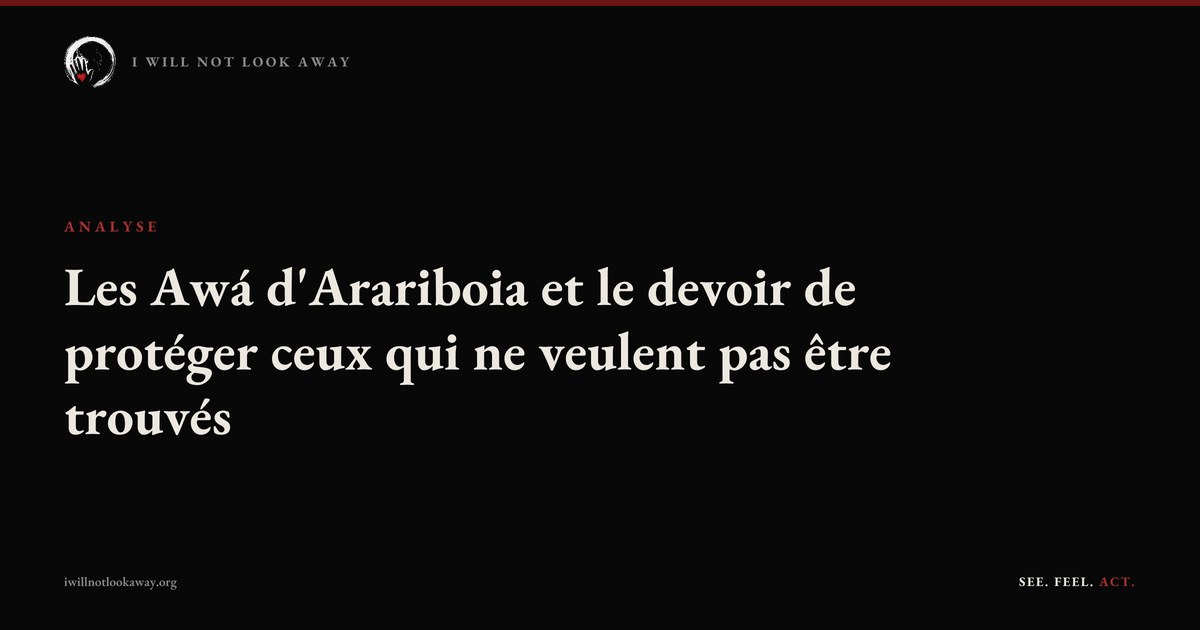 I WILL NOT LOOK AWAY
ANALYSE
Les Awá d'Arariboia et le devoir de
protéger ceux qui ne veulent pas être
trouvés
iwillnotlookaway.org
SEE. FEEL. ACT.